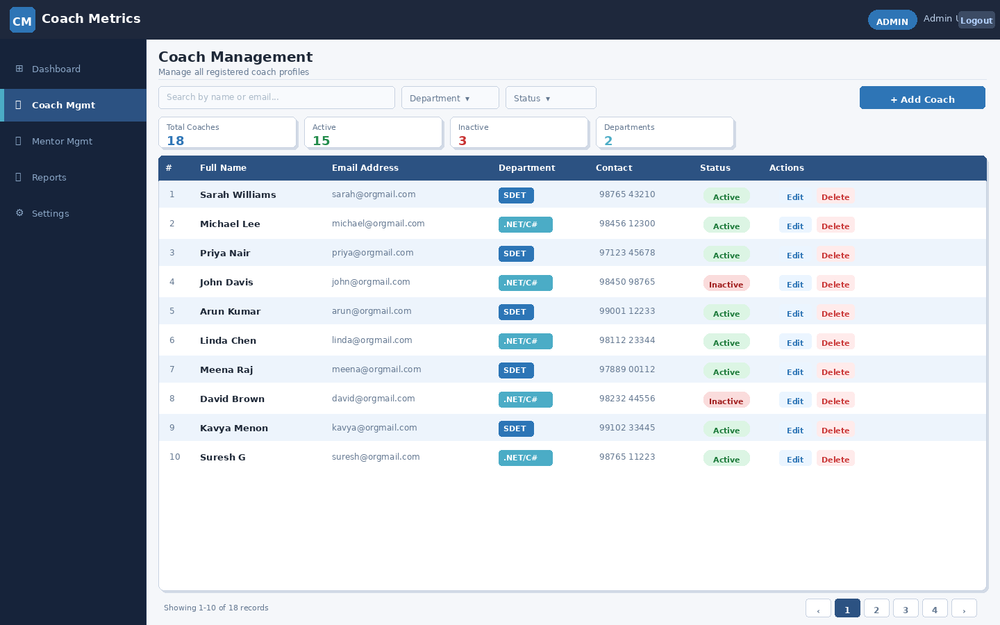 CM Coach Metrics ADMIN Admin Logout
Dashboard
Coach Mgmt
Mentor Mgmt
Reports
Settings
Coach Management
Manage all registered coach profiles
Search by name or email... Department ▾ Status ▾ + Add Coach
Total Coaches Active Inactive Departments
18 15 3 2
# Full Name Email Address Department Contact Status Actions
1 Sarah Williams sarah@orgmail.com SDET 98765 43210 Active Edit Delete
2 Michael Lee michael@orgmail.com .NET/C# 98456 12300 Active Edit Delete
3 Priya Nair priya@orgmail.com SDET 97123 45678 Active Edit Delete
4 John Davis john@orgmail.com .NET/C# 98450 98765 Inactive Edit Delete
5 Arun Kumar arun@orgmail.com SDET 99001 12233 Active Edit Delete
6 Linda Chen linda@orgmail.com .NET/C# 98112 23344 Active Edit Delete
7 Meena Raj meena@orgmail.com SDET 97889 00112 Active Edit Delete
8 David Brown david@orgmail.com .NET/C# 98232 44556 Inactive Edit Delete
9 Kavya Menon kavya@orgmail.com SDET 99102 33445 Active Edit Delete
10 Suresh G suresh@orgmail.com .NET/C# 98765 11223 Active Edit Delete
Showing 1-10 of 18 records ‹ 1 2 3 4 ›